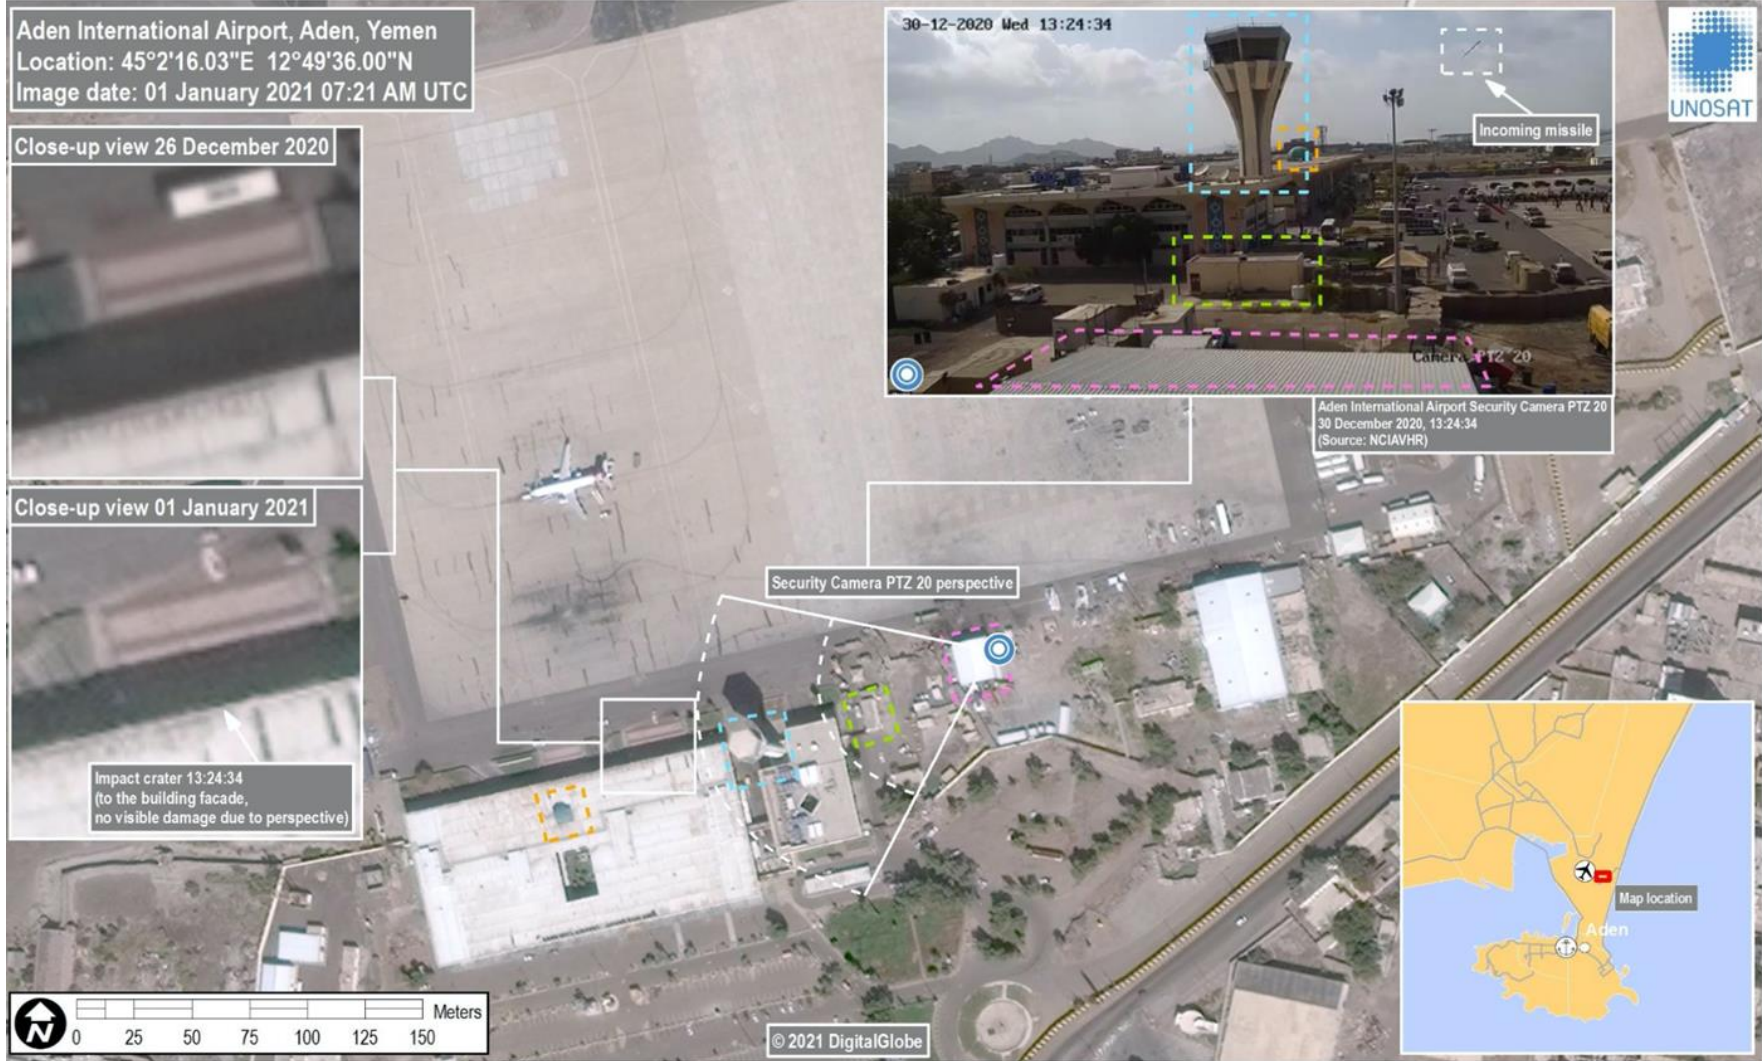 Aden International Airport, Aden, Yemen
Location: 45°2'16.03"E 12°49'36.00"N
Image date: 01 January 2021 07:21 AM UTC
30-12-2020 Wed 13:24:34
UNOSAT
Incoming missile
Close-up view 26 December 2020
Camera PTZ 20
Aden International Airport Security Camera PTZ 20
30 December 2020, 13:24:34
(Source: NCIAVHR)
Close-up view 01 January 2021
Security Camera PTZ 20 perspective
Impact crater 13:24:34
(to the building facade,
no visible damage due to perspective)
Map location
Aden
N
Meters
0 25 50 75 100 125 150
© 2021 DigitalGlobe